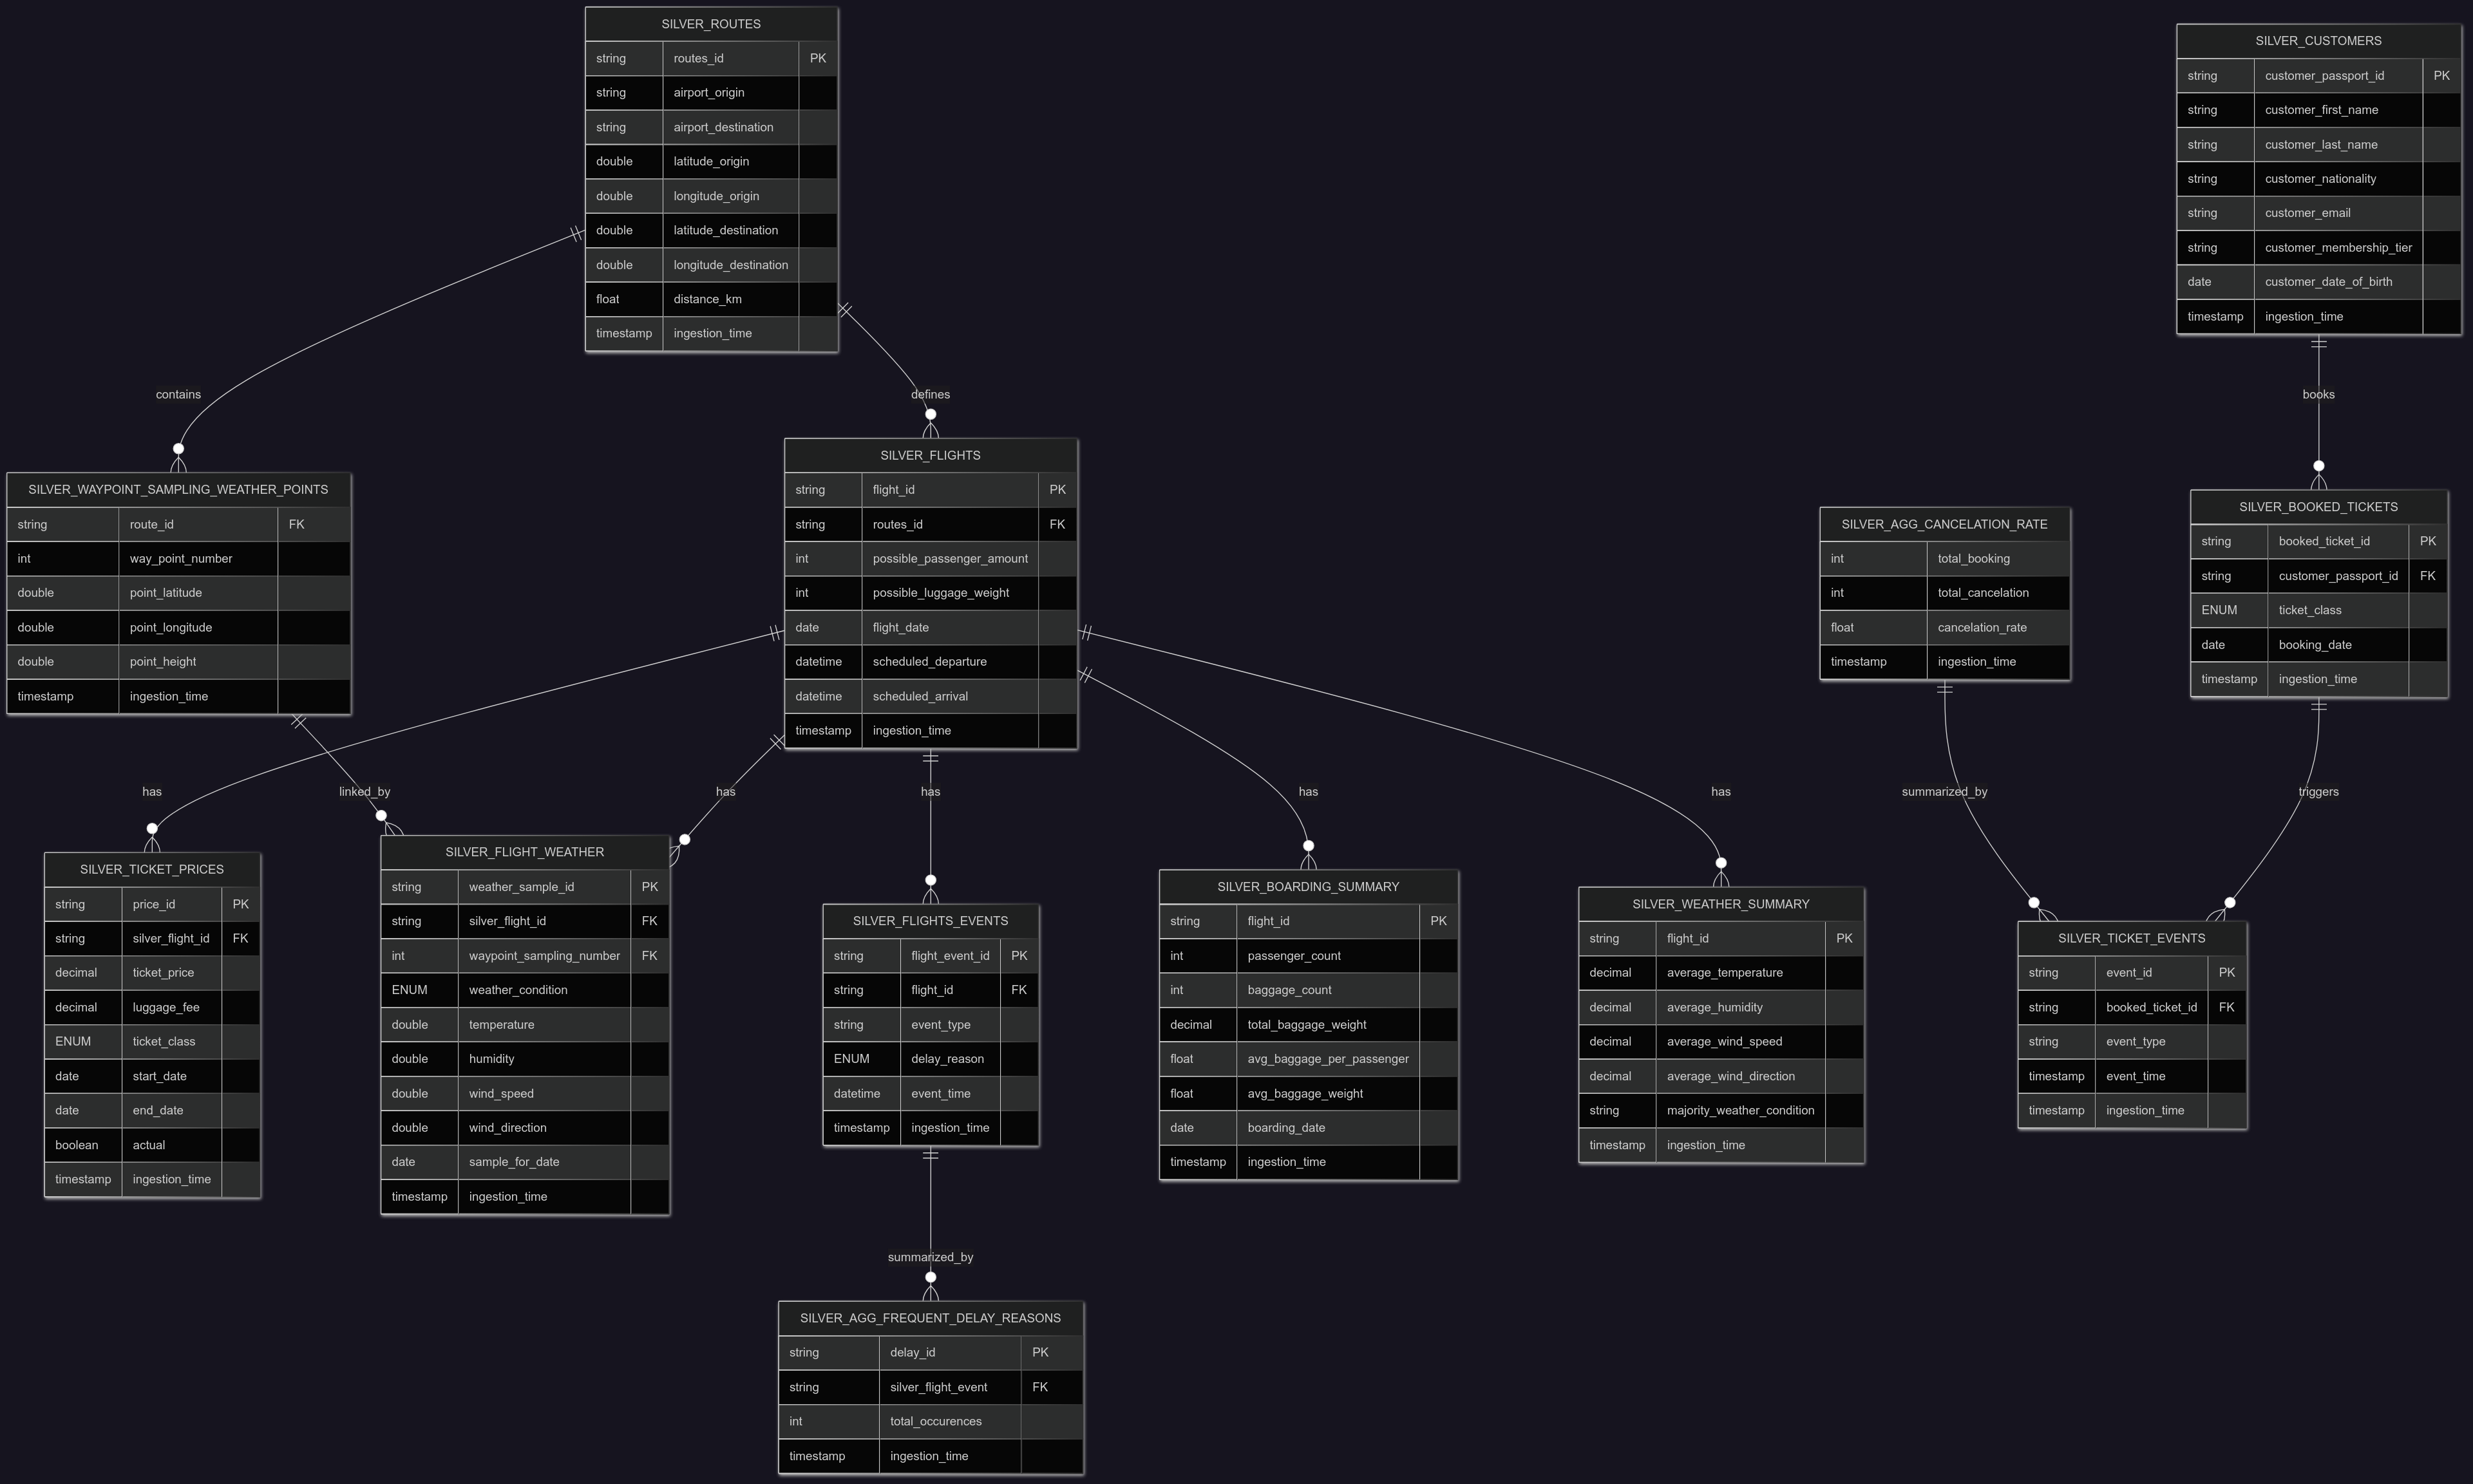 SILVER_ROUTES
string routes_id PK
string airport_origin
string airport_destination
double latitude_origin
double longitude_origin
double latitude_destination
double longitude_destination
float distance_km
timestamp ingestion_time
SILVER_CUSTOMERS
string customer_passport_id PK
string customer_first_name
string customer_last_name
string customer_nationality
string customer_email
string customer_membership_tier
date customer_date_of_birth
timestamp ingestion_time
contains
defines
books
SILVER_WAYPOINT_SAMPLING_WEATHER_POINTS
string route_id FK
int way_point_number
double point_latitude
double point_longitude
double point_height
timestamp ingestion_time
SILVER_FLIGHTS
string flight_id PK
string routes_id FK
int possible_passenger_amount
int possible_luggage_weight
date flight_date
datetime scheduled_departure
datetime scheduled_arrival
timestamp ingestion_time
SILVER_AGG_CANCELATION_RATE
int total_booking
int total_cancelation
float cancelation_rate
timestamp ingestion_time
SILVER_BOOKED_TICKETS
string booked_ticket_id PK
string customer_passport_id FK
ENUM ticket_class
date booking_date
timestamp ingestion_time
has
linked_by
has
has
has
has
summarized_by
triggers
SILVER_TICKET_PRICES
string price_id PK
string silver_flight_id FK
decimal ticket_price
decimal luggage_fee
ENUM ticket_class
date start_date
date end_date
boolean actual
timestamp ingestion_time
SILVER_FLIGHT_WEATHER
string weather_sample_id PK
string silver_flight_id FK
int waypoint_sampling_number FK
ENUM weather_condition
double temperature
double humidity
double wind_speed
double wind_direction
date sample_for_date
timestamp ingestion_time
SILVER_FLIGHTS_EVENTS
string flight_event_id PK
string flight_id FK
string event_type
ENUM delay_reason
datetime event_time
timestamp ingestion_time
SILVER_BOARDING_SUMMARY
string flight_id PK
int passenger_count
int baggage_count
decimal total_baggage_weight
float avg_baggage_per_passenger
float avg_baggage_weight
date boarding_date
timestamp ingestion_time
SILVER_WEATHER_SUMMARY
string flight_id PK
decimal average_temperature
decimal average_humidity
decimal average_wind_speed
decimal average_wind_direction
string majority_weather_condition
timestamp ingestion_time
SILVER_TICKET_EVENTS
string event_id PK
string booked_ticket_id FK
string event_type
timestamp event_time
timestamp ingestion_time
summarized_by
SILVER_AGG_FREQUENT_DELAY_REASONS
string delay_id PK
string silver_flight_event FK
int total_occurences
timestamp ingestion_time